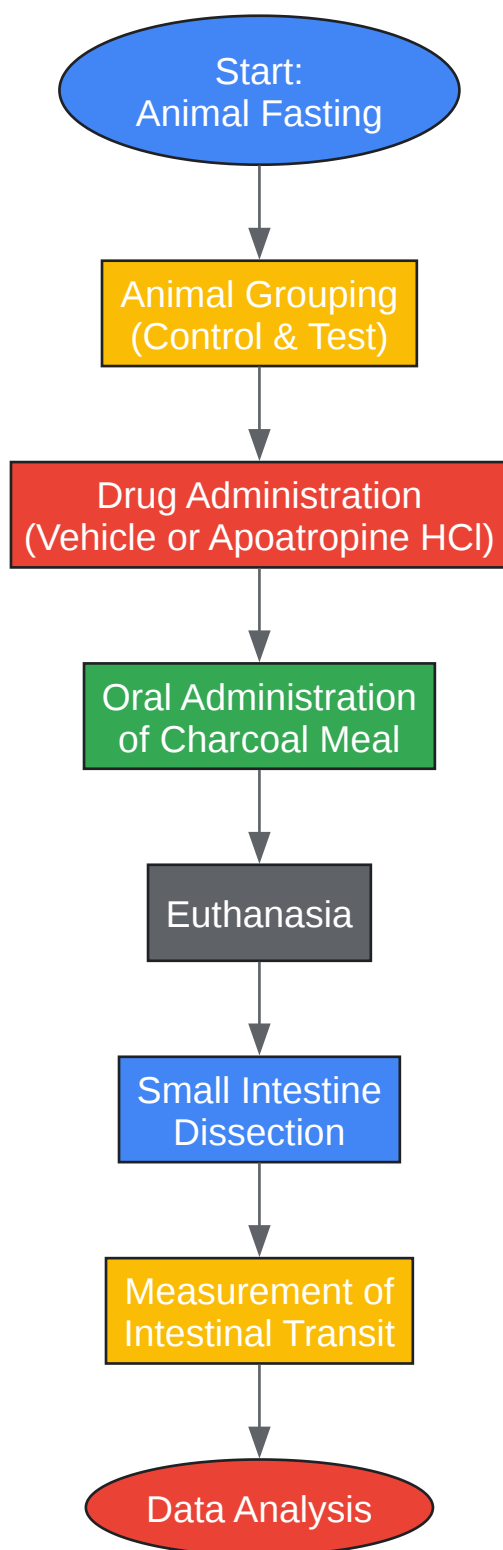 Start:
Animal Fasting
Animal Grouping
(Control & Test)
Drug Administration
(Vehicle or Apoatropine HCl)
Oral Administration
of Charcoal Meal
Euthanasia
Small Intestine
Dissection
Measurement of
Intestinal Transit
Data Analysis